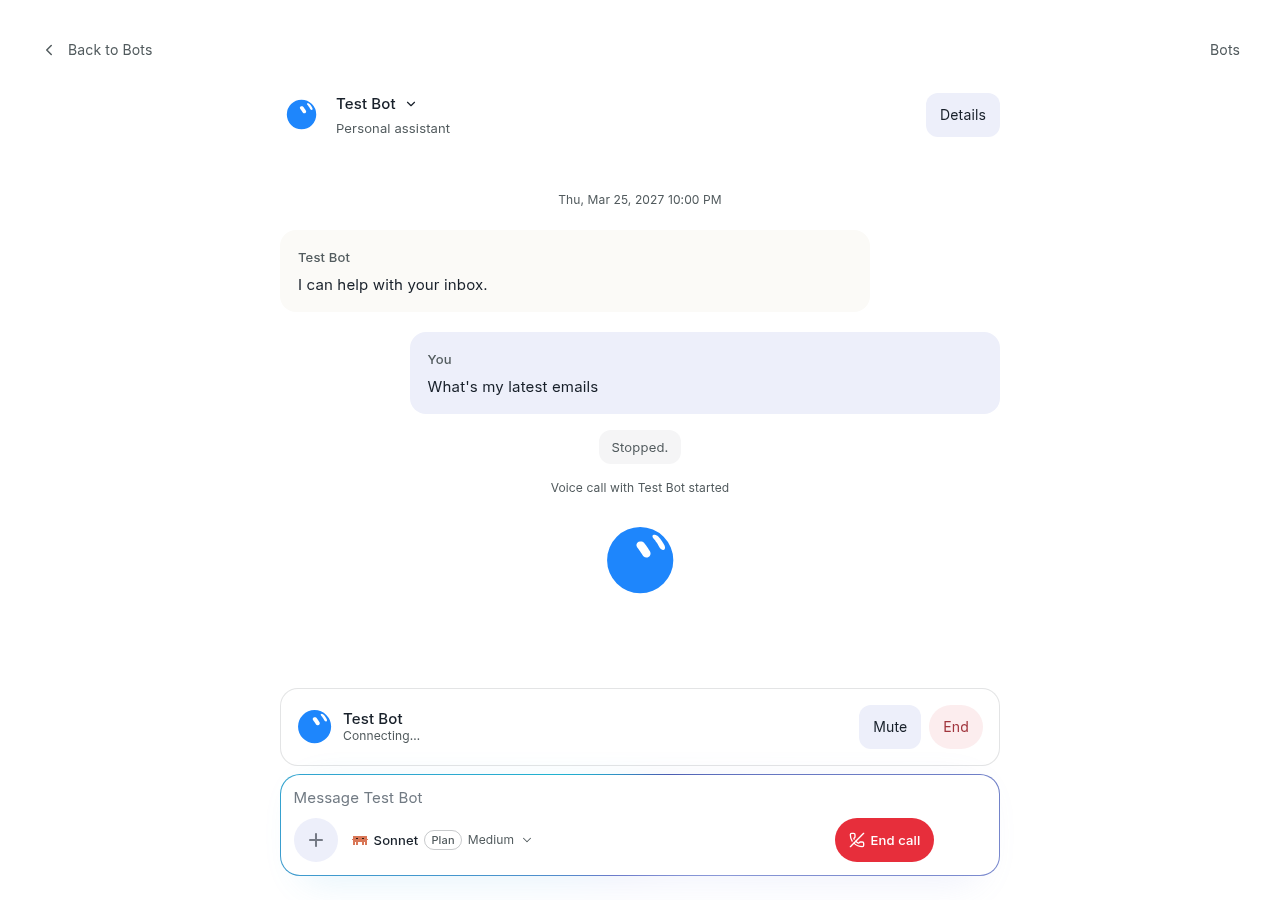 Back to Bots
Bots
Test Bot
Personal assistant
Details
Thu, Mar 25, 2027 10:00 PM
Test Bot
I can help with your inbox.
You
What's my latest emails
Stopped.
Voice call with Test Bot started
Test Bot
Connecting...
Mute
End
Message Test Bot
Sonnet Plan Medium
End call